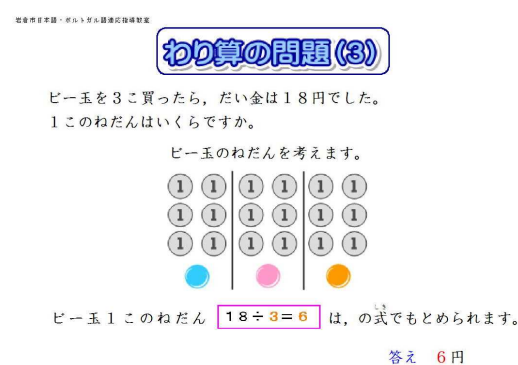 岩倉市日本語・ポルトガル語適応指導教室
わり算の問題(3)
ビー玉を3こ買ったら，だい金は18円でした。
1このねだんはいくらですか。
ビー玉のねだんを考えます。
1 1 1 1 1 1
1 1 1 1 1 1
1 1 1 1 1 1
しき
ビー玉1このねだん 18÷3=6 は，の式でもとめられます。
答え 6円